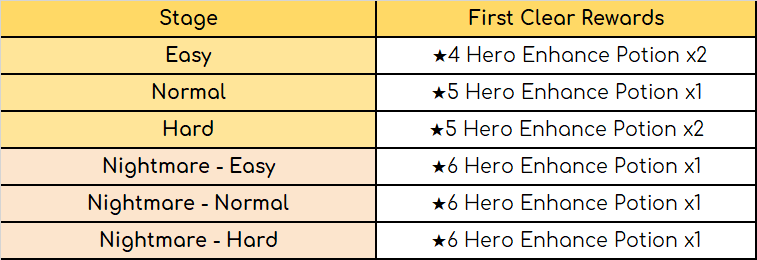 Stage First Clear Rewards
Easy ★4 Hero Enhance Potion x2
Normal ★5 Hero Enhance Potion x1
Hard ★5 Hero Enhance Potion x2
Nightmare - Easy ★6 Hero Enhance Potion x1
Nightmare - Normal ★6 Hero Enhance Potion x1
Nightmare - Hard ★6 Hero Enhance Potion x1